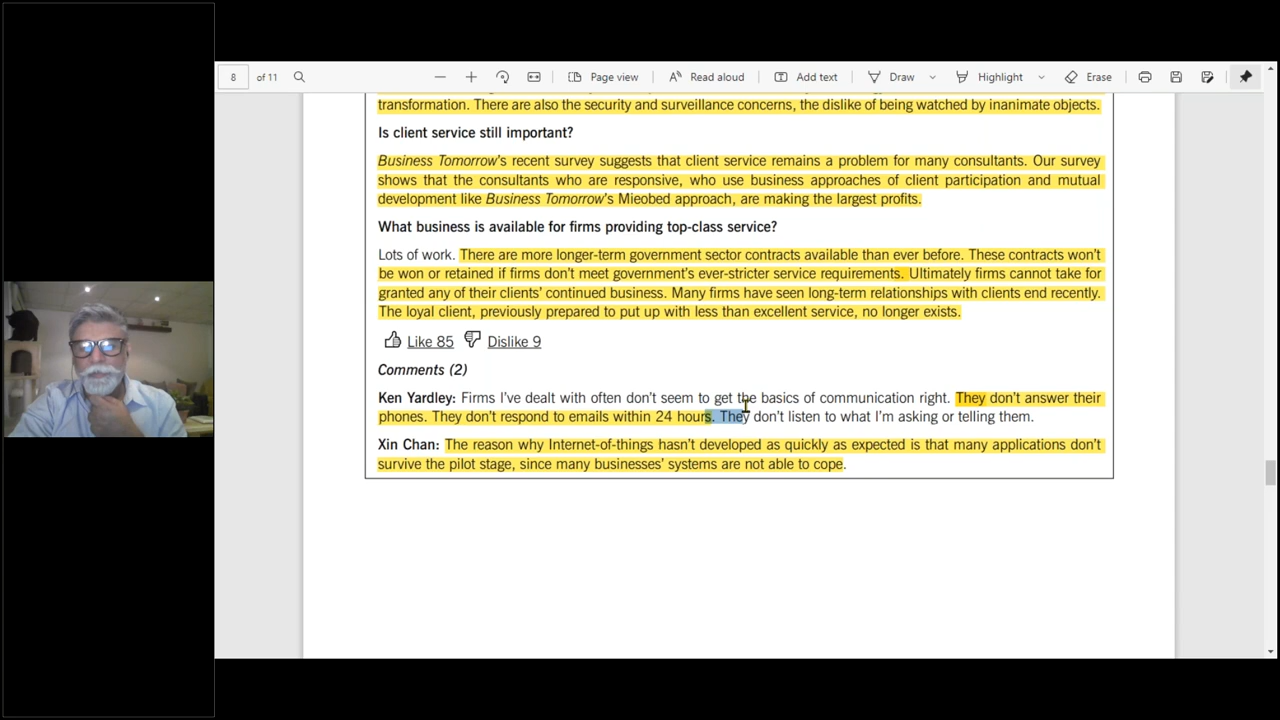 8 of 11 Page view Read aloud Add text Draw Highlight Erase
transformation. There are also the security and surveillance concerns, the dislike of being watched by inanimate objects.
Is client service still important?
Business Tomorrow's recent survey suggests that client service remains a problem for many consultants. Our survey
shows that the consultants who are responsive, who use business approaches of client participation and mutual
development like Business Tomorrow's Mieobed approach, are making the largest profits.
What business is available for firms providing top-class service?
Lots of work. There are more longer-term government sector contracts available than ever before. These contracts won't
be won or retained if firms don't meet government's ever-stricter service requirements. Ultimately firms cannot take for
granted any of their clients' continued business. Many firms have seen long-term relationships with clients end recently.
The loyal client, previously prepared to put up with less than excellent service, no longer exists.
Like 85 Dislike 9
Comments (2)
Ken Yardley: Firms I've dealt with often don't seem to get the basics of communication right. They don't answer their
phones. They don't respond to emails within 24 hours. They don't listen to what I'm asking or telling them.
Xin Chan: The reason why Internet-of-things hasn't developed as quickly as expected is that many applications don't
survive the pilot stage, since many businesses' systems are not able to cope.